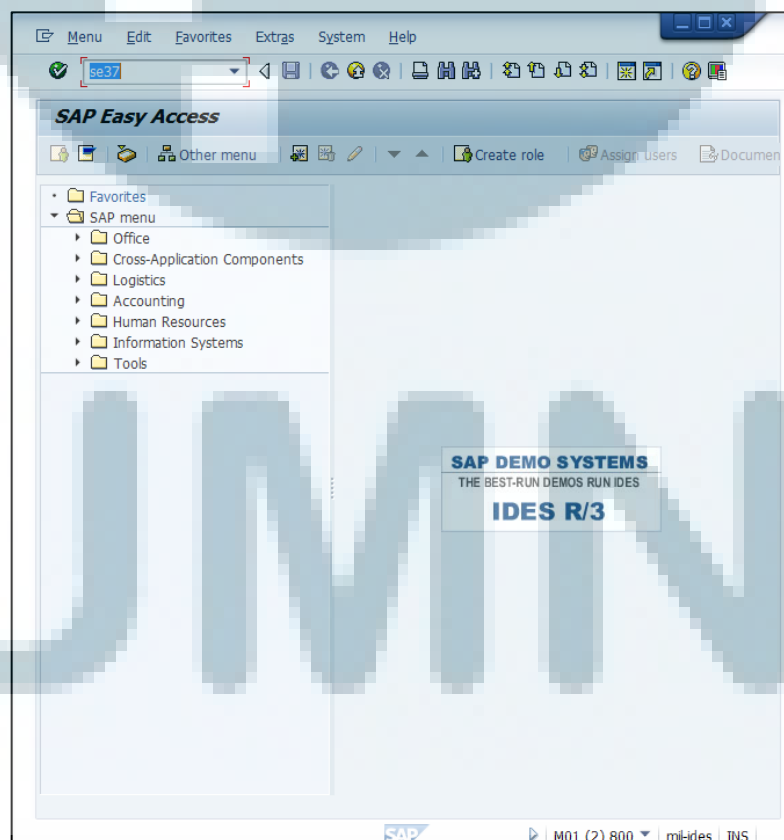 Menu Edit Favorites Extras System Help
se37
SAP Easy Access
Other menu Create role Assign users Documen
Favorites
SAP menu
Office
Cross-Application Components
Logistics
Accounting
Human Resources
Information Systems
Tools
UMN
SAP DEMO SYSTEMS
THE BEST-RUN DEMOS RUN IDES
IDES R/3
SAP M01 (2) 800 mil-ides INS